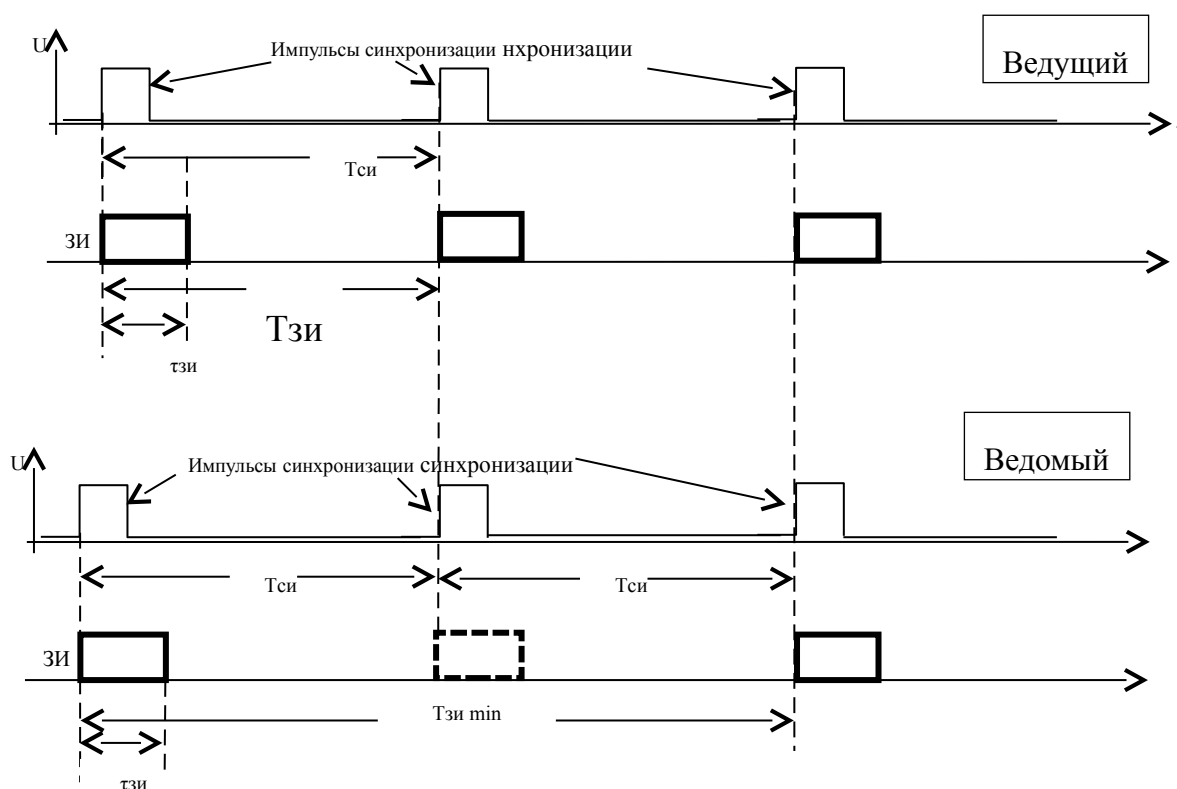 U
Импульсы синхронизации нхронизации
Ведущий
Тси
ЗИ
Тзи
τзи
Ведомый
U
Импульсы синхронизации синхронизации
Тси
Тси
ЗИ
Тзи min
τзи